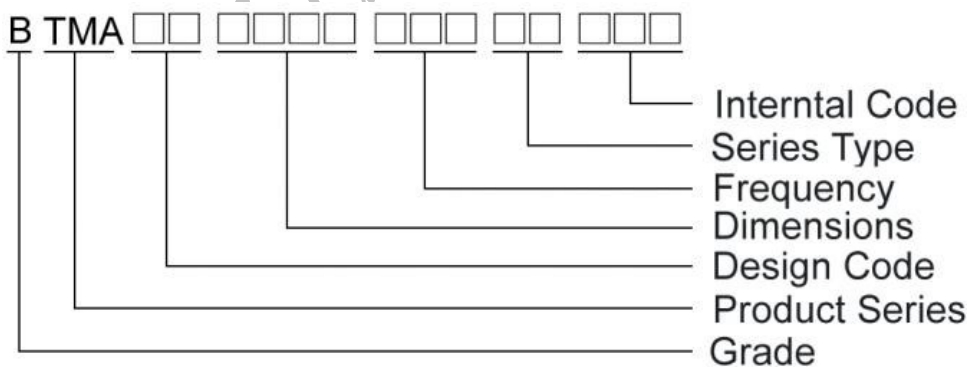 B TMA □□ □□□□ □□□ □□ □□□
Interntal Code
Series Type
Frequency
Dimensions
Design Code
Product Series
Grade